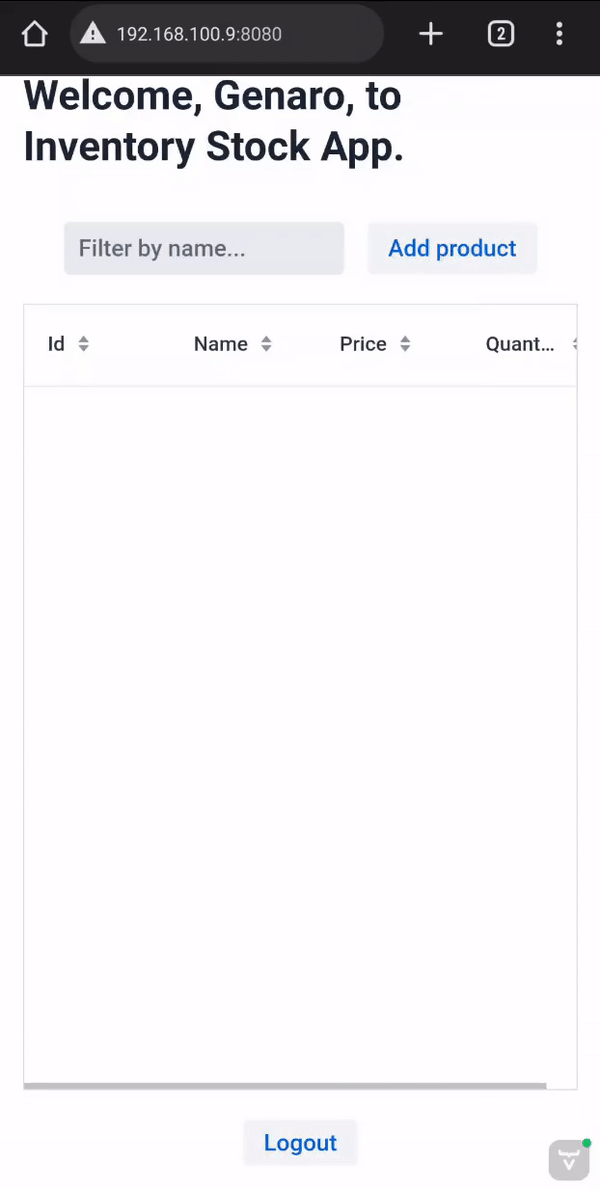 192.168.100.9:8080
2
Welcome, Genaro, to
Inventory Stock App.
Filter by name...
Add product
Id Name Price Quant...
Logout